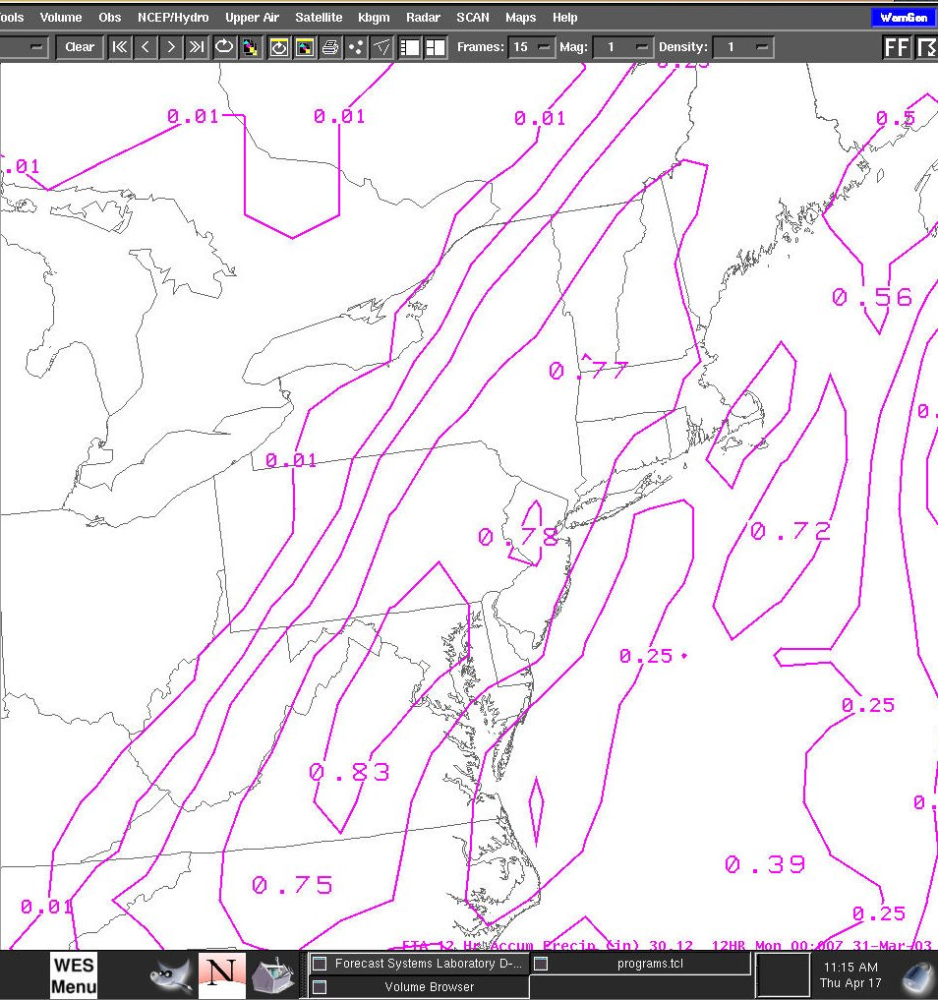 ools Volume Obs NCEP/Hydro Upper Air Satellite kbgm Radar SCAN Maps Help WarnGen
Clear Frames: 15 Mag: 1 Density: 1 FF
0.25
0.01 0.01 0.01 0.5
.01
0.56
0.77
0.
0.01
0.78 0.72
0.25
0.25
0.83
0.
0.39
0.75
0.01 0.25
ETA 12 Hr Accum Precip (in) 30.12 12HR Mon 00:00Z 31-Mar-03
WES Menu
N
Forecast Systems Laboratory D-...
programs.tcl
Volume Browser
11:15 AM
Thu Apr 17